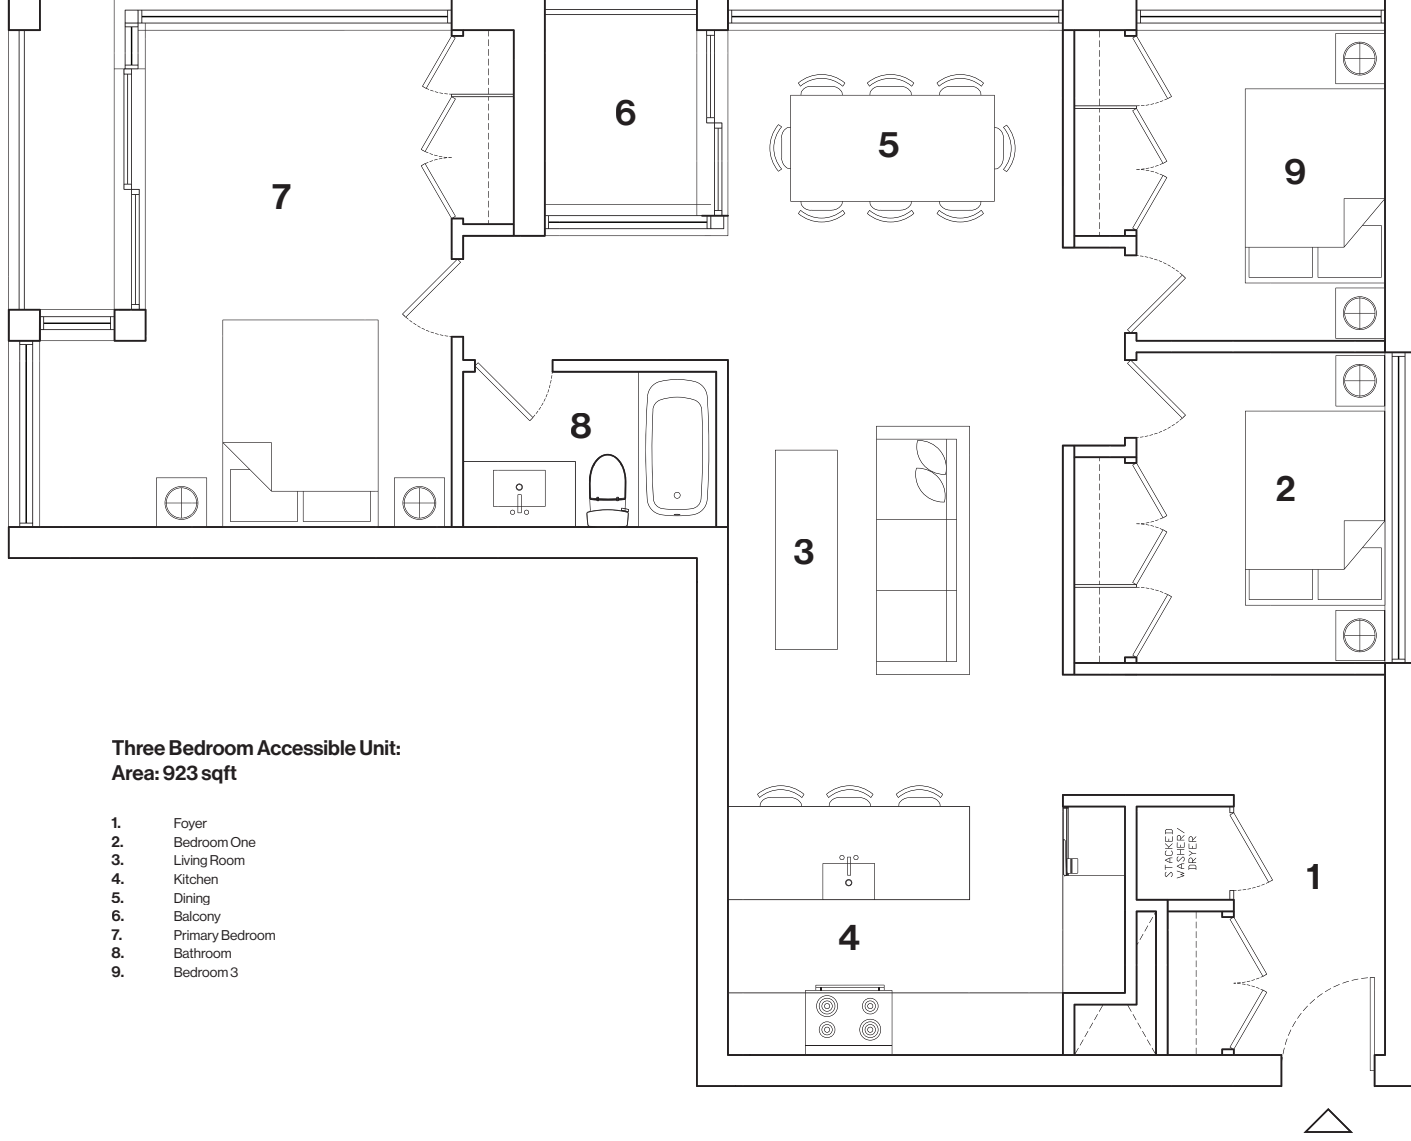 6
5
9
7
8
2
3
Three Bedroom Accessible Unit:
Area: 923 sqft
1. Foyer
2. Bedroom One
3. Living Room
4. Kitchen
5. Dining
6. Balcony
7. Primary Bedroom
8. Bathroom
9. Bedroom 3
STACKED
WASHER/
DRYER
1
4